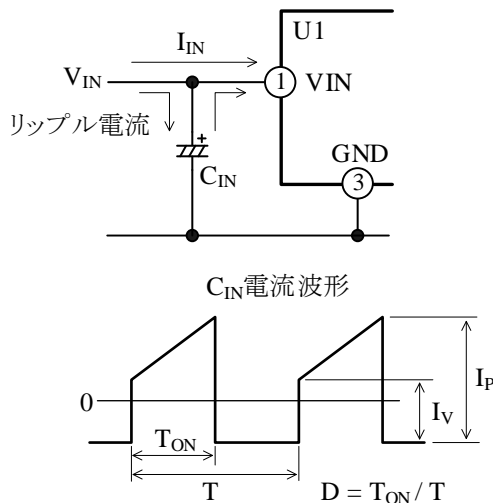 U1
I_IN
V_IN
1 VIN
リップル電流
+
C_IN
GND
3
C_IN電流波形
0
I_P
I_V
T_ON
T
D = T_ON / T